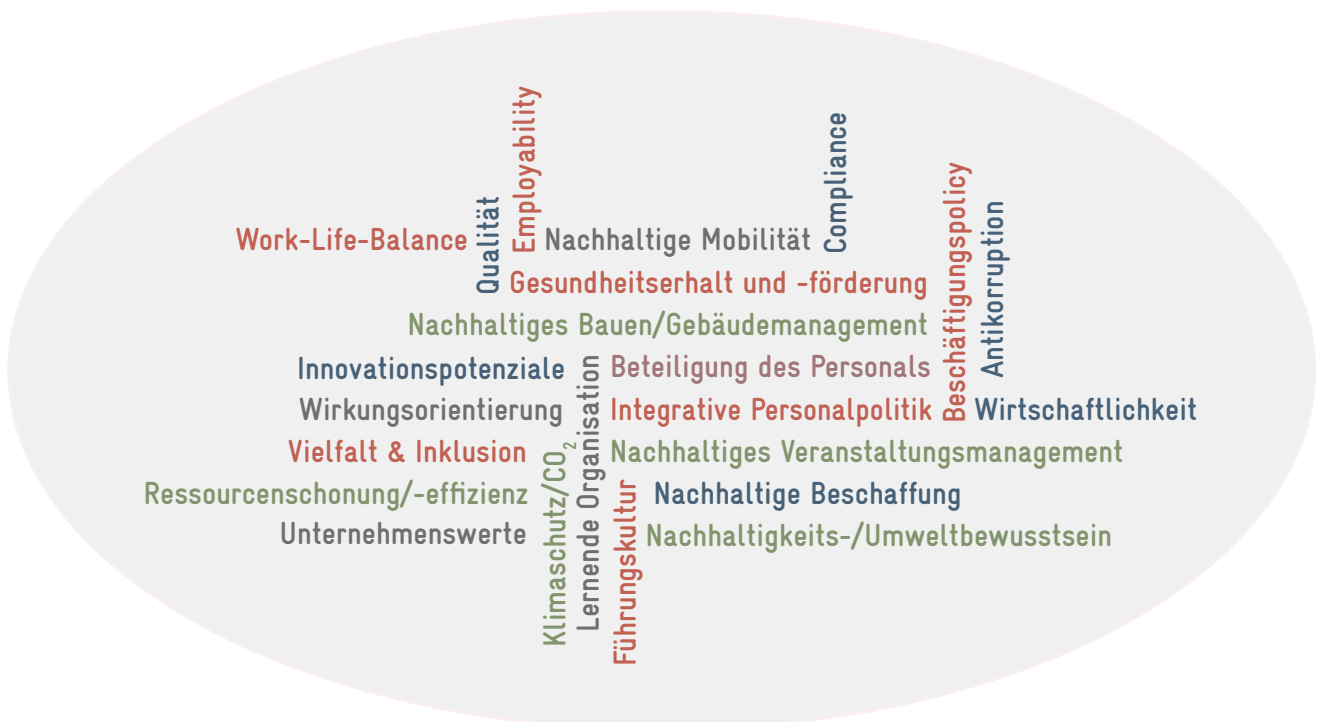 Employability
Compliance
Qualität
Work-Life-Balance
Nachhaltige Mobilität
Beschäftigungspolicy
Antikorruption
Gesundheitserhalt und -förderung
Nachhaltiges Bauen/Gebäudemanagement
Innovationspotenziale
Beteiligung des Personals
Wirkungsorientierung
Integrative Personalpolitik
Wirtschaftlichkeit
Lernende Organisation
Vielfalt & Inklusion
Nachhaltiges Veranstaltungsmanagement
Klimaschutz/CO₂
Ressourcenschonung/-effizienz
Nachhaltige Beschaffung
Führungskultur
Unternehmenswerte
Nachhaltigkeits-/Umweltbewusstsein